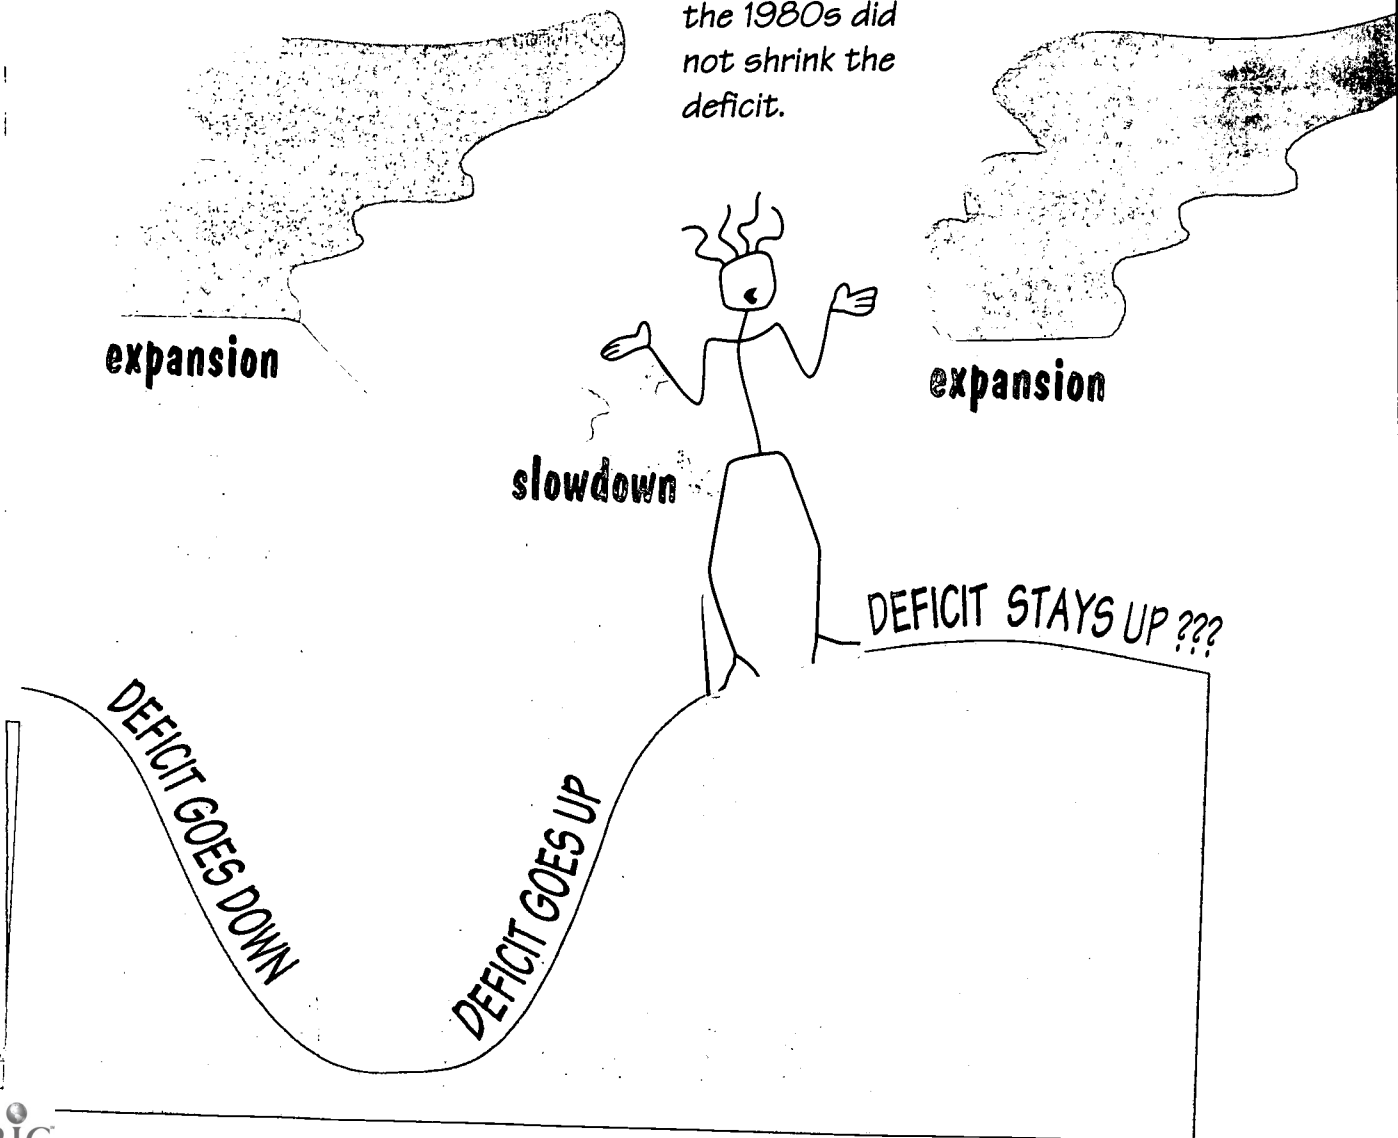 the 1980s did
not shrink the
deficit.
expansion
expansion
slowdown
DEFICIT STAYS UP ???
DEFICIT GOES DOWN
DEFICIT GOES UP